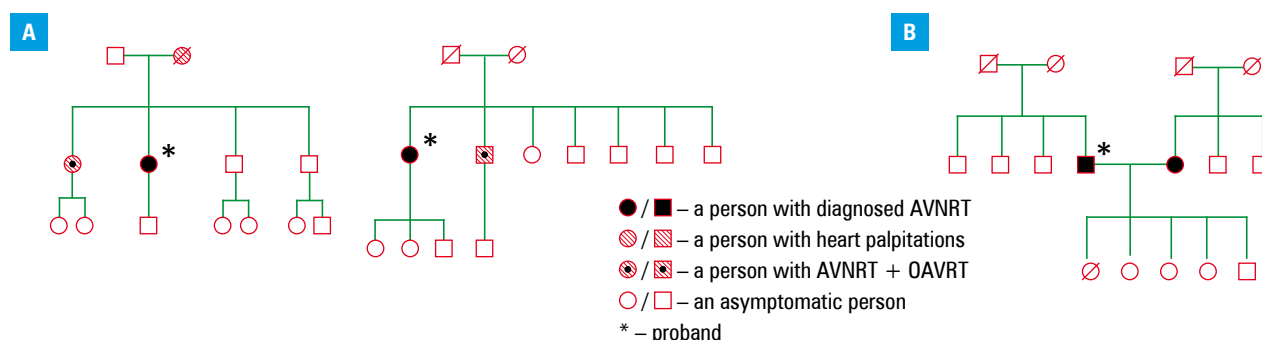 A
B
*
*
*
/ – a person with diagnosed AVNRT
/ – a person with heart palpitations
/ – a person with AVNRT + OAVRT
/ – an asymptomatic person
* – proband